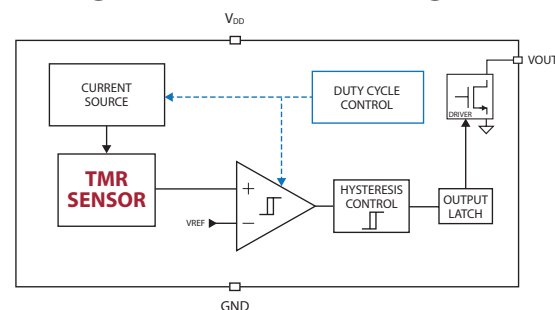 VDD
VOUT
CURRENT
SOURCE
DUTY CYCLE
CONTROL
DRIVER
TMR
SENSOR
+
VREF
−
HYSTERESIS
CONTROL
OUTPUT
LATCH
GND